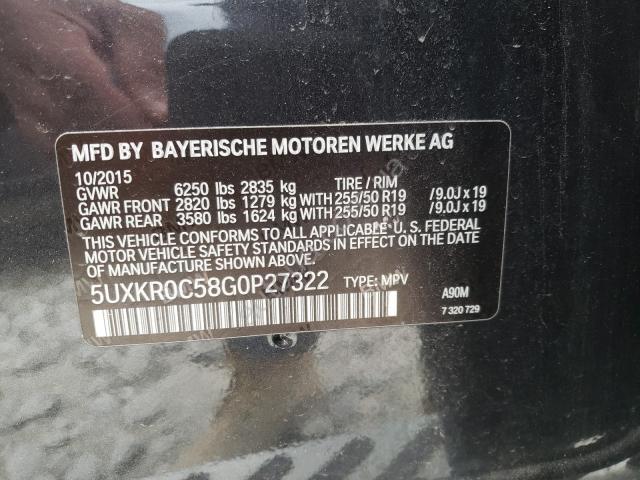 MFD BY BAYERISCHE MOTOREN WERKE AG
10/2015 TIRE / RIM
GVWR 6250 lbs 2835 kg
GAWR FRONT 2820 lbs 1279 kg WITH 255/50 R19 /9.0J x 19
GAWR REAR 3580 lbs 1624 kg WITH 255/50 R19 /9.0J x 19
THIS VEHICLE CONFORMS TO ALL APPLICABLE U. S. FEDERAL
MOTOR VEHICLE SAFETY STANDARDS IN EFFECT ON THE DATE
OF MANUFACTURE SHOWN ABOVE.
5UXKR0C58G0P27322 TYPE: MPV A90M
7 320 729